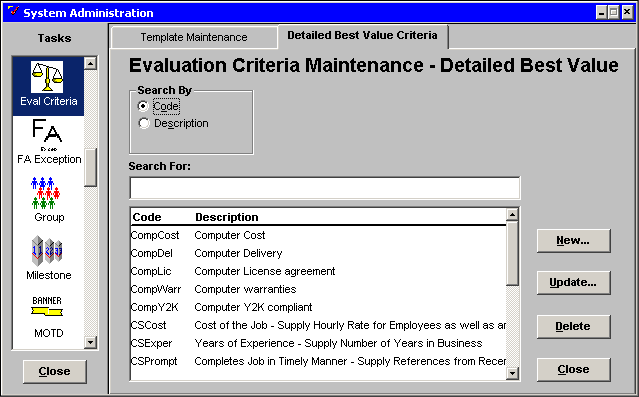 System Administration
Tasks
Eval Criteria
FA
FA Exception
Group
Milestone
BANNER
MOTD
Close
Template Maintenance
Detailed Best Value Criteria
Evaluation Criteria Maintenance - Detailed Best Value
Search By
Code
Description
Search For:
Code Description
CompCost Computer Cost
CompDel Computer Delivery
CompLic Computer License agreement
CompWarr Computer warranties
CompY2K Computer Y2K compliant
CSCost Cost of the Job - Supply Hourly Rate for Employees as well as ar
CSExper Years of Experience - Supply Number of Years in Business
CSPrompt Completes Job in Timely Manner - Supply References from Recer
New...
Update...
Delete
Close